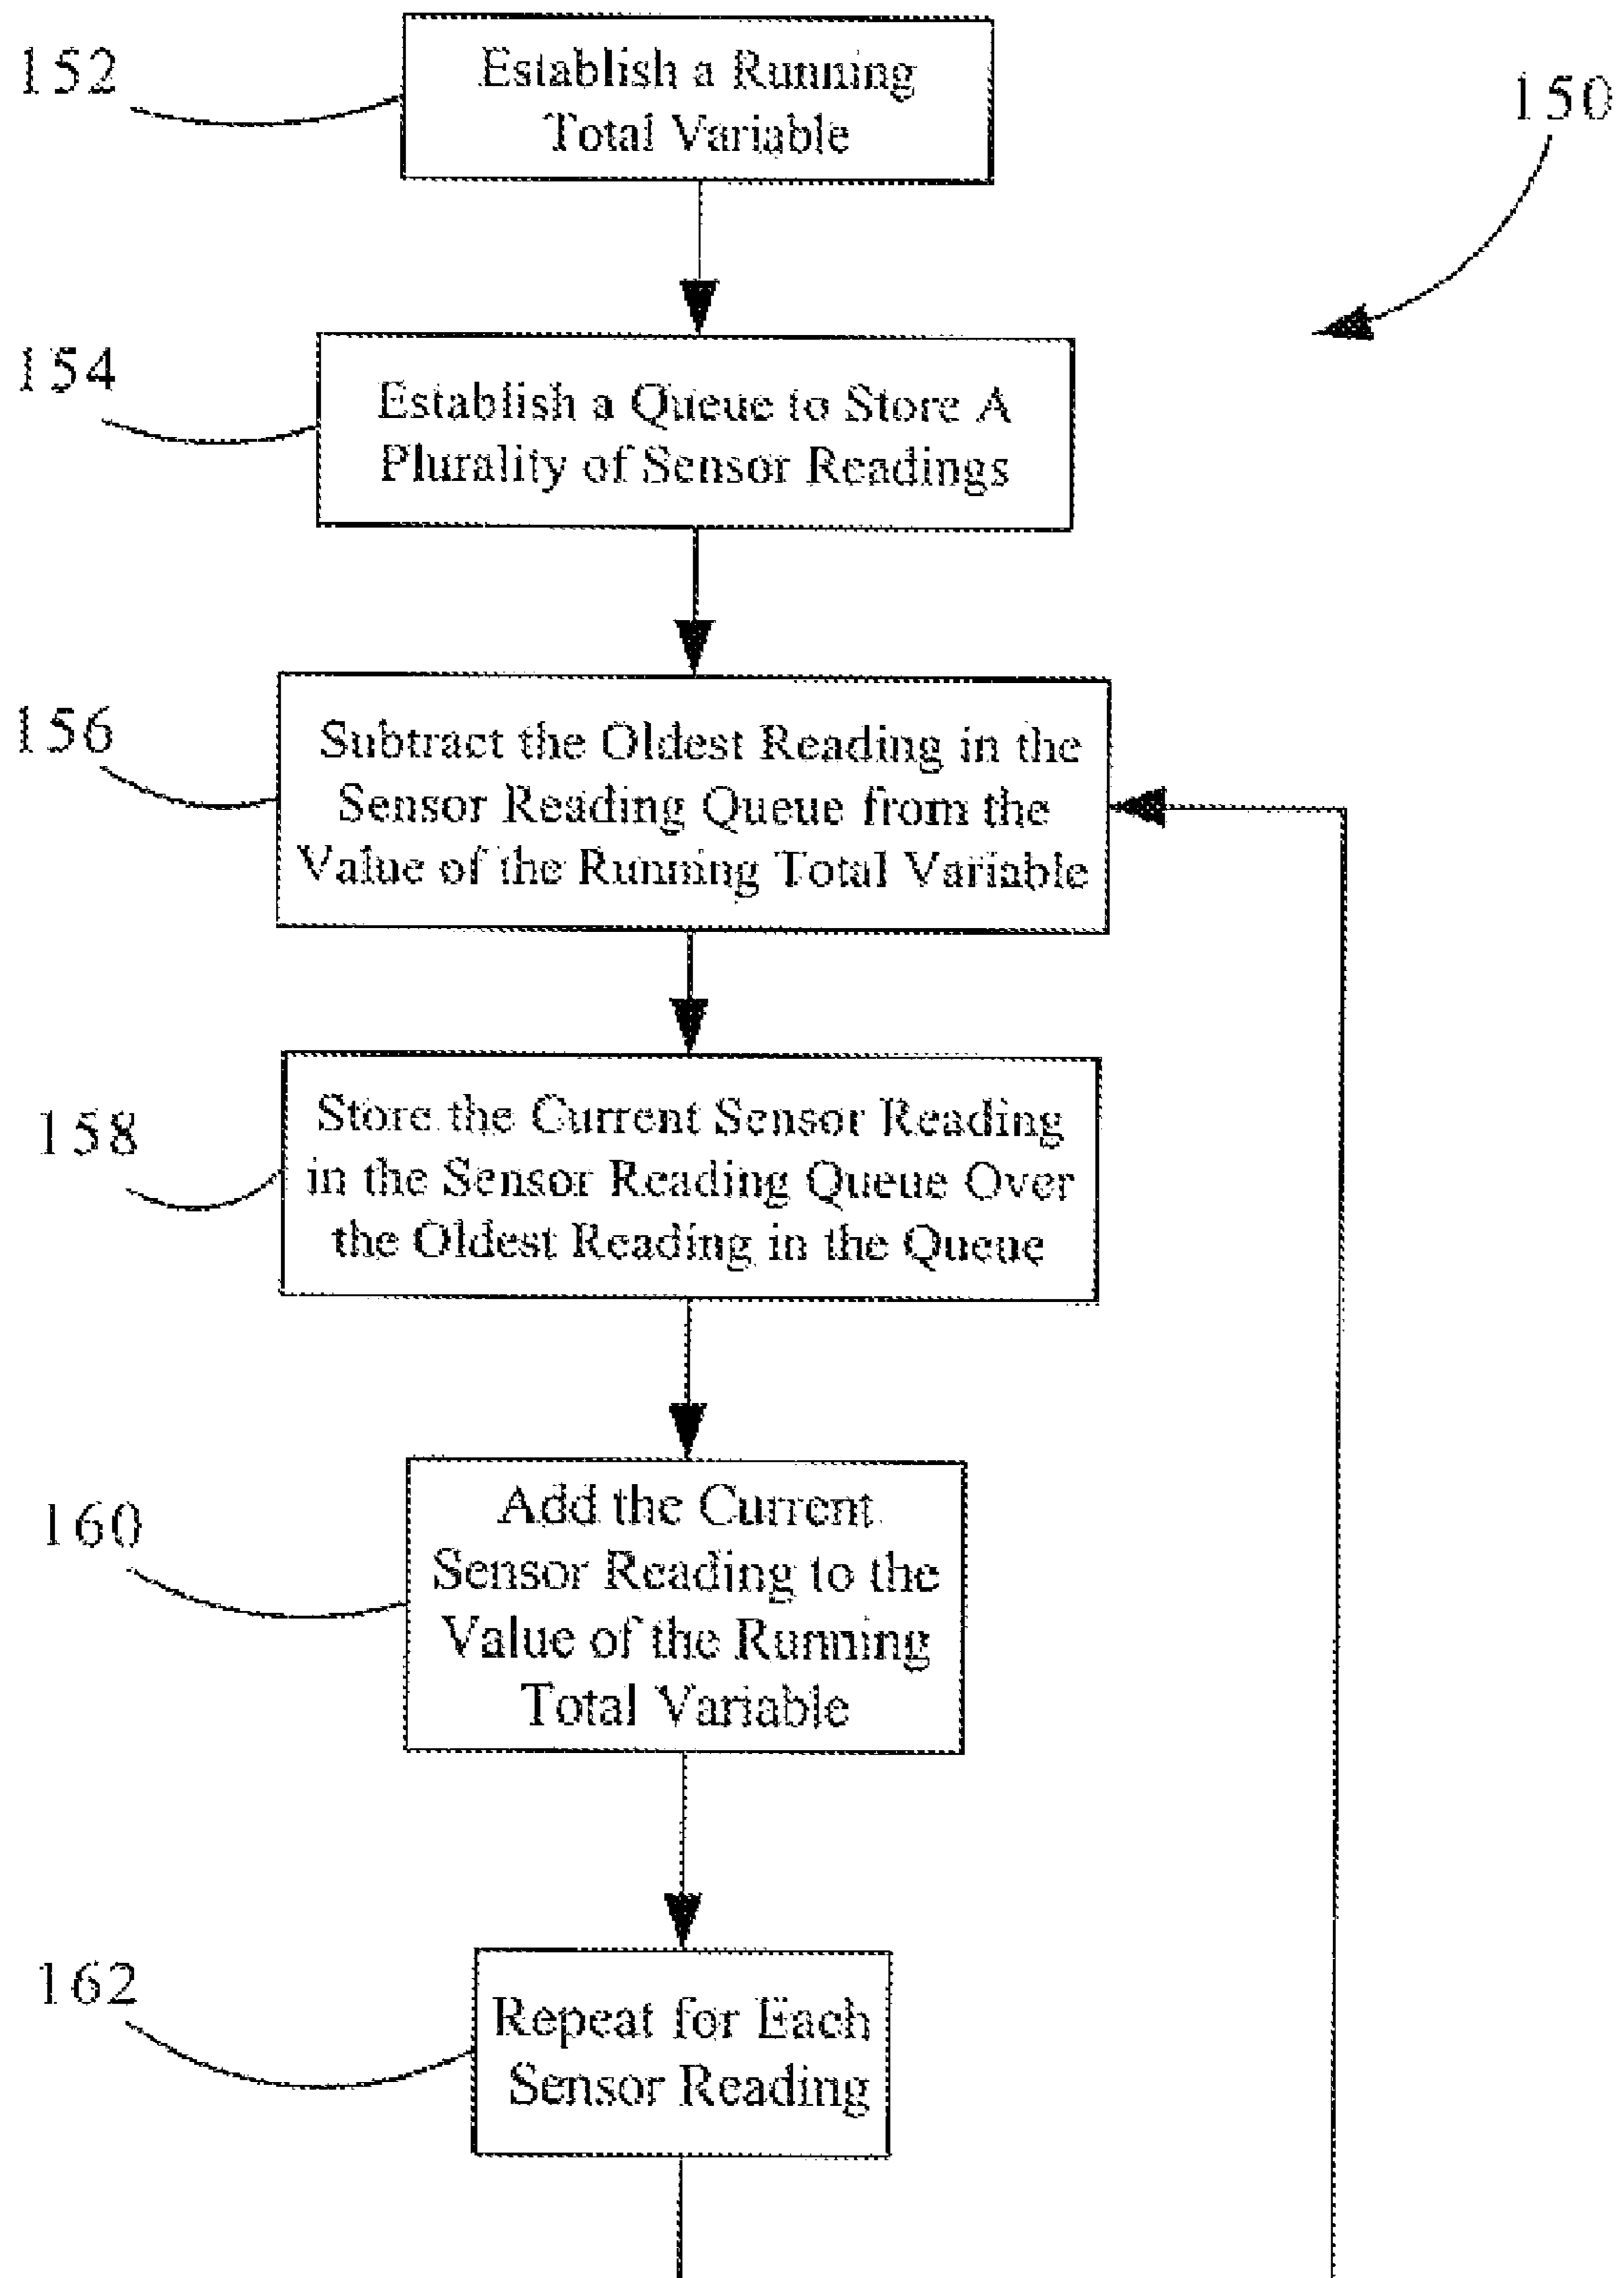 152
Establish a Running
Total Variable
150
154
Establish a Queue to Store A
Plurality of Sensor Readings
156
Subtract the Oldest Reading in the
Sensor Reading Queue from the
Value of the Running Total Variable
158
Store the Current Sensor Reading
in the Sensor Reading Queue Over
the Oldest Reading in the Queue
160
Add the Current
Sensor Reading to the
Value of the Running
Total Variable
162
Repeat for Each
Sensor Reading